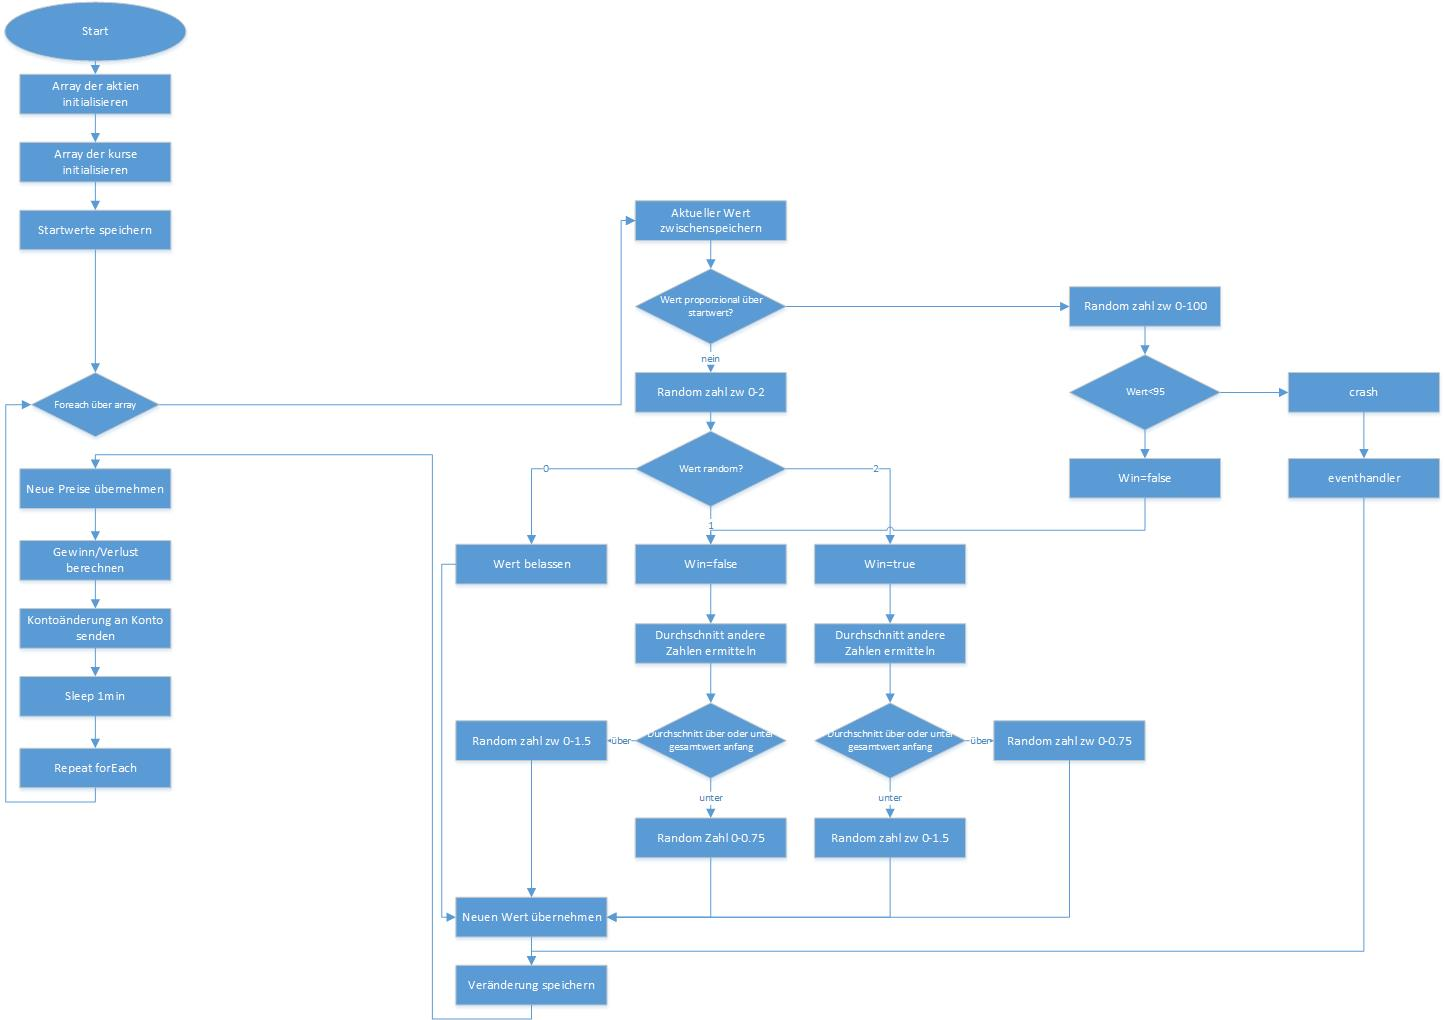 Start
Array der aktien
initialisieren
Array der kurse
initialisieren
Startwerte speichern
Foreach über array
Neue Preise übernehmen
Gewinn/Verlust
berechnen
Kontoänderung an Konto
senden
Sleep 1min
Repeat forEach
Aktueller Wert
zwischenspeichern
Wert proporzional über
startwert?
nein
Random zahl zw 0-2
Wert random?
0
1
2
Wert belassen
Win=false
Win=true
Durchschnitt andere
Zahlen ermitteln
Durchschnitt andere
Zahlen ermitteln
Random zahl zw 0-1.5
über
Durchschnitt über oder unter
gesamtwert anfang
Durchschnitt über oder unter
gesamtwert anfang
über
Random zahl zw 0-0.75
unter
unter
Random Zahl 0-0.75
Random zahl zw 0-1.5
Neuen Wert übernehmen
Veränderung speichern
Random zahl zw 0-100
Wert<95
Win=false
crash
eventhandler